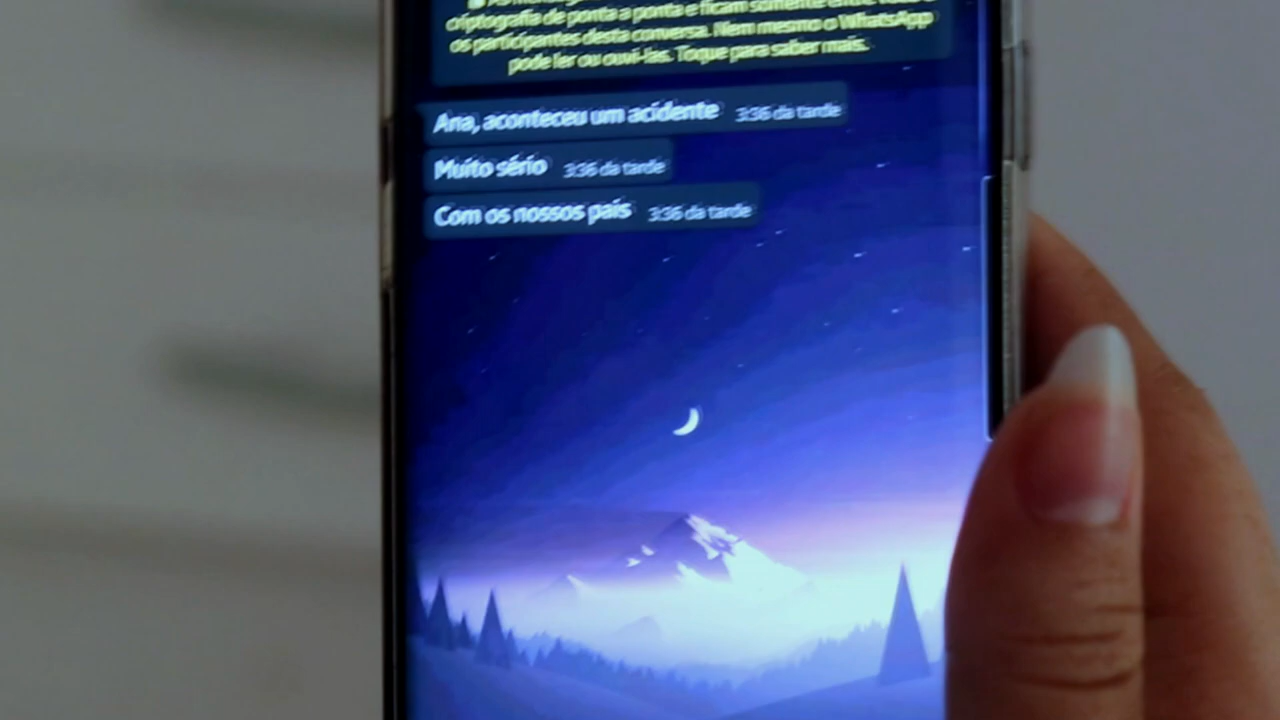 criptografia de ponta a ponta e ficam somente entre
os participantes desta conversa. Nem mesmo o WhatsApp
pode ler ou ouvi-las. Toque para saber mais.
Ana, aconteceu um acidente 3:36 da tarde
Muito sério 3:36 da tarde
Com os nossos pais 3:36 da tarde